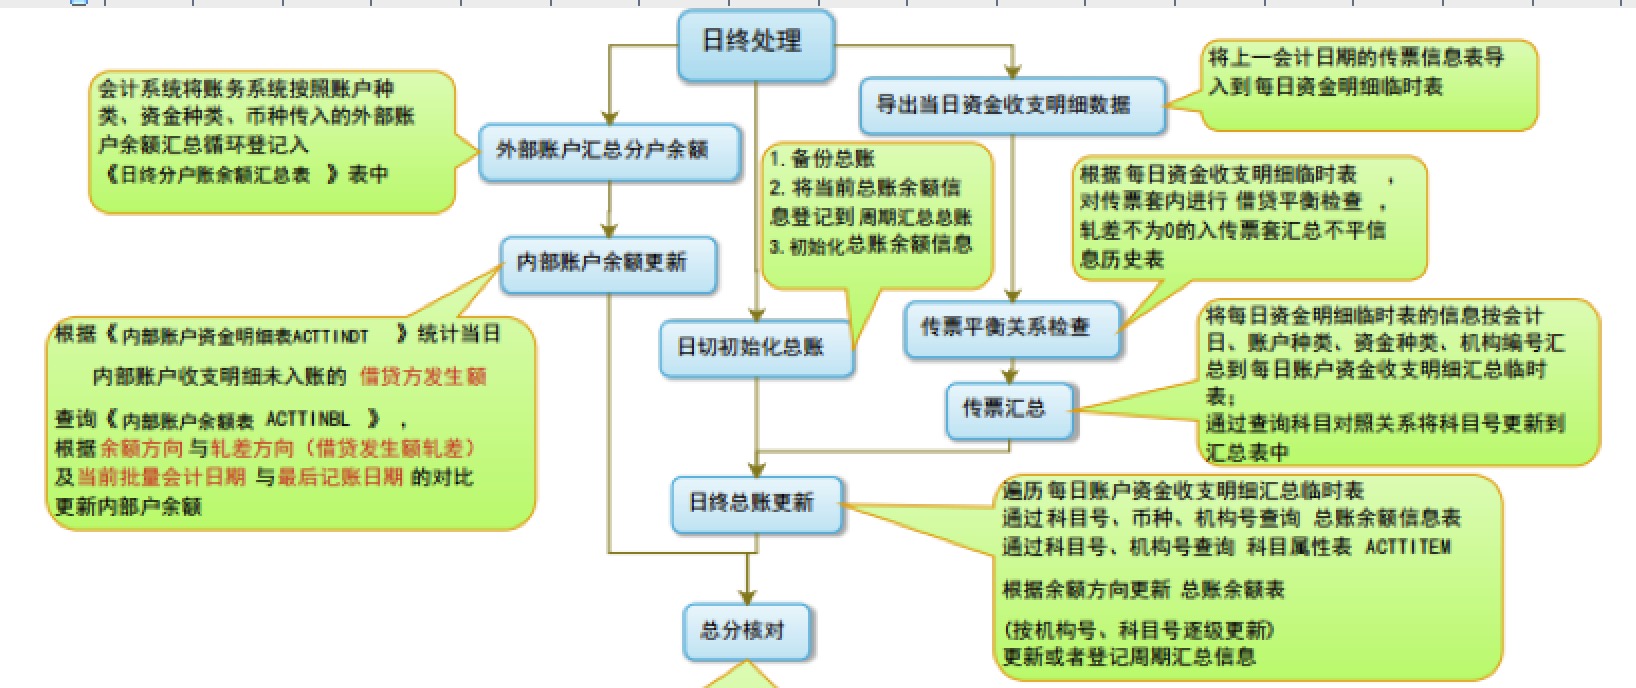 日终处理
将上一会计日期的传票信息表导
入到每日资金明细临时表
会计系统将账务系统按照账户种
类、资金种类、币种传入的外部账
户余额汇总循环登记入
《日终分户账余额汇总表 》表中
导出当日资金收支明细数据
外部账户汇总分户余额
1. 备份总账
2. 将当前总账余额信
息登记到周期汇总总账
3. 初始化总账余额信息
根据每日资金收支明细临时表 ，
对传票套内进行 借贷平衡检查 ，
轧差不为0的入传票套汇总不平信
息历史表
内部账户余额更新
根据《内部账户资金明细表ACTTINDT 》统计当日
内部账户收支明细未入账的 借贷方发生额
查询《内部账户余额表 ACTTINBL 》，
根据余额方向与轧差方向（借贷发生额轧差）
及当前批量会计日期 与最后记账日期 的对比
更新内部户余额
日切初始化总账
传票平衡关系检查
将每日资金明细临时表的信息按会计
日、账户种类、资金种类、机构编号汇
总到每日账户资金收支明细汇总临时
表；
通过查询科目对照关系将科目号更新到
汇总表中
传票汇总
日终总账更新
遍历每日账户资金收支明细汇总临时表
通过科目号、币种、机构号查询 总账余额信息表
通过科目号、机构号查询 科目属性表 ACTTITEM
根据余额方向更新 总账余额表
(按机构号、科目号逐级更新)
更新或者登记周期汇总信息
总分核对